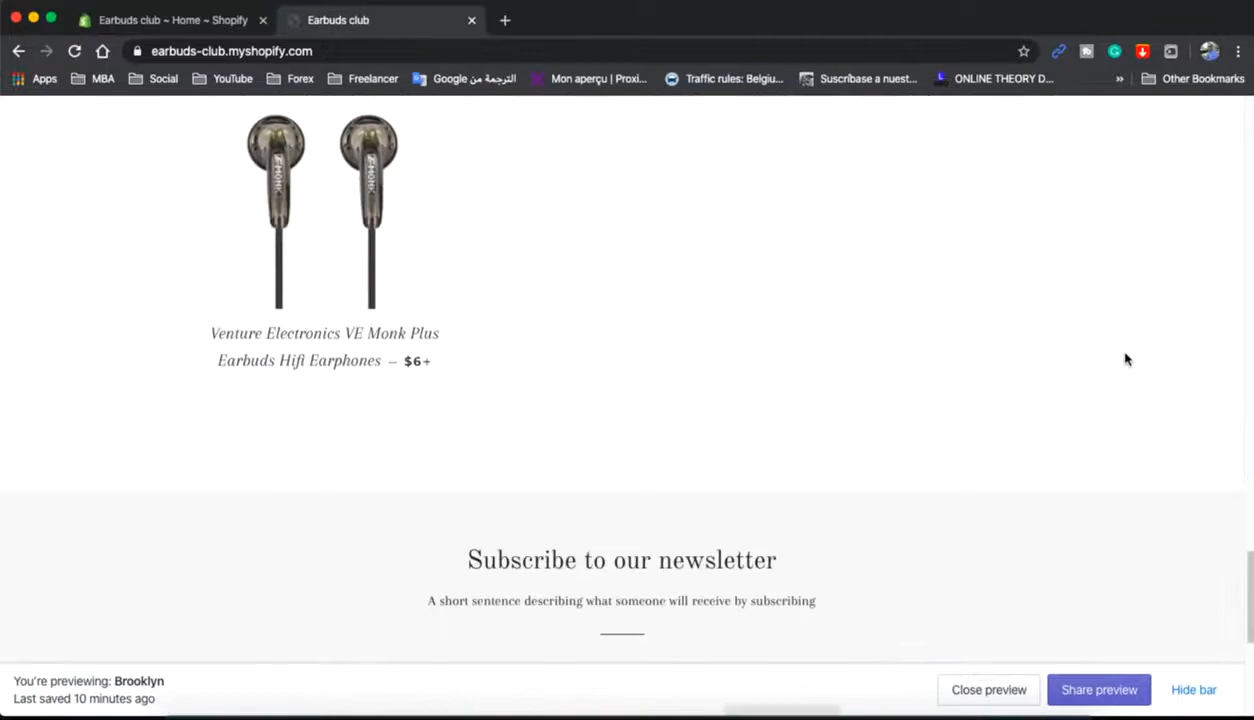 Earbuds club ~ Home ~ Shopify
Earbuds club
earbuds-club.myshopify.com
Apps
MBA
Social
YouTube
Forex
Freelancer
Google الترجمة من
Mon aperçu | Proxi...
Traffic rules: Belgiu...
Suscríbase a nuest...
ONLINE THEORY D...
Other Bookmarks
Venture Electronics VE Monk Plus
Earbuds Hifi Earphones – $6+
Subscribe to our newsletter
A short sentence describing what someone will receive by subscribing
You're previewing: Brooklyn
Last saved 10 minutes ago
Close preview
Share preview
Hide bar